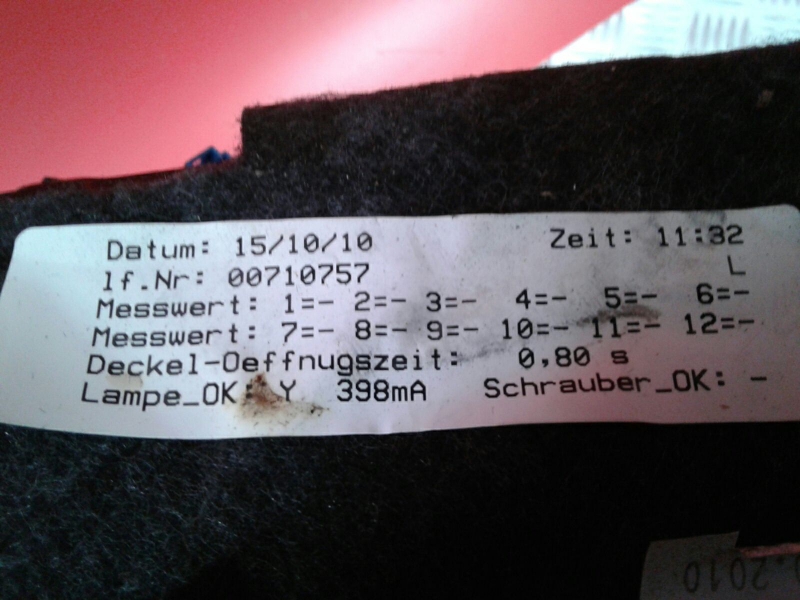 Datum: 15/10/10 Zeit: 11:32
lf.Nr: 00710757 L
Messwert: 1=- 2=- 3=- 4=- 5=- 6=-
Messwert: 7=- 8=- 9=- 10=- 11=- 12=-
Deckel-Oeffnugszeit: 0,80 s
Lampe_OK: Y 398mA Schrauber_OK: -
.2010